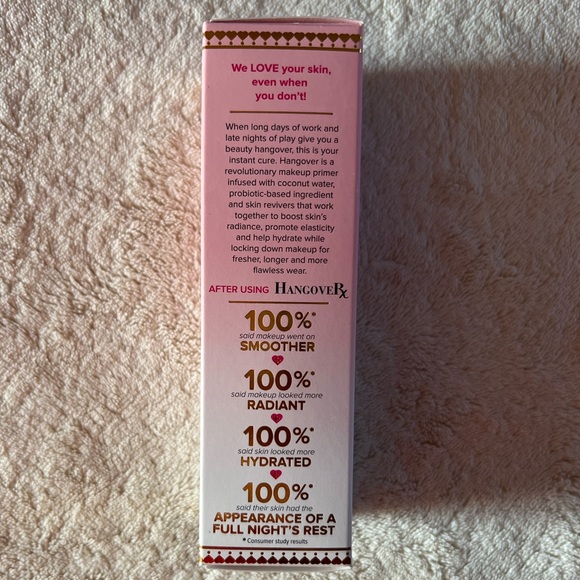 We LOVE your skin,
even when
you don't!
When long days of work and
late nights of play give you a
beauty hangover, this is your
instant cure. Hangover is a
revolutionary makeup primer
infused with coconut water,
probiotic-based ingredient
and skin revivers that work
together to boost skin's
radiance, promote elasticity
and help hydrate while
locking down makeup for
fresher, longer and more
flawless wear.
AFTER USING HANGOVERX
100%*
said makeup went on
SMOOTHER
100%*
said makeup looked more
RADIANT
100%*
said skin looked more
HYDRATED
100%*
said their skin had the
APPEARANCE OF A
FULL NIGHT'S REST
*Consumer study results